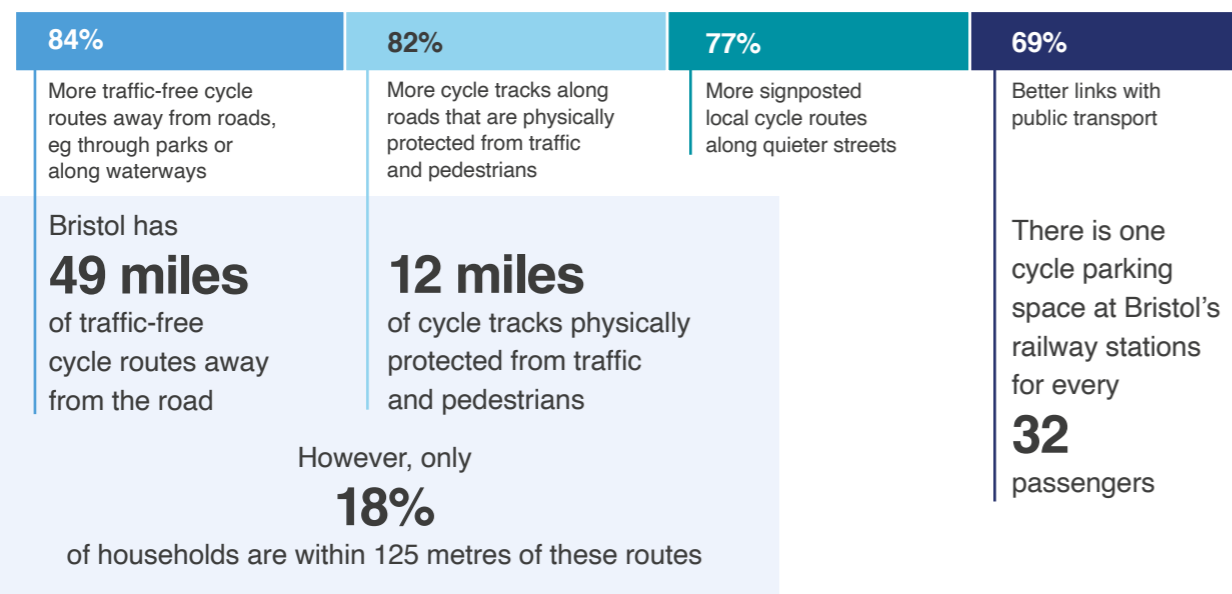 84%
More traffic-free cycle
routes away from roads,
eg through parks or
along waterways
Bristol has
49 miles
of traffic-free
cycle routes away
from the road
82%
More cycle tracks along
roads that are physically
protected from traffic
and pedestrians
12 miles
of cycle tracks physically
protected from traffic
and pedestrians
However, only
18%
of households are within 125 metres of these routes
77%
More signposted
local cycle routes
along quieter streets
69%
Better links with
public transport
There is one
cycle parking
space at Bristol’s
railway stations
for every
32
passengers